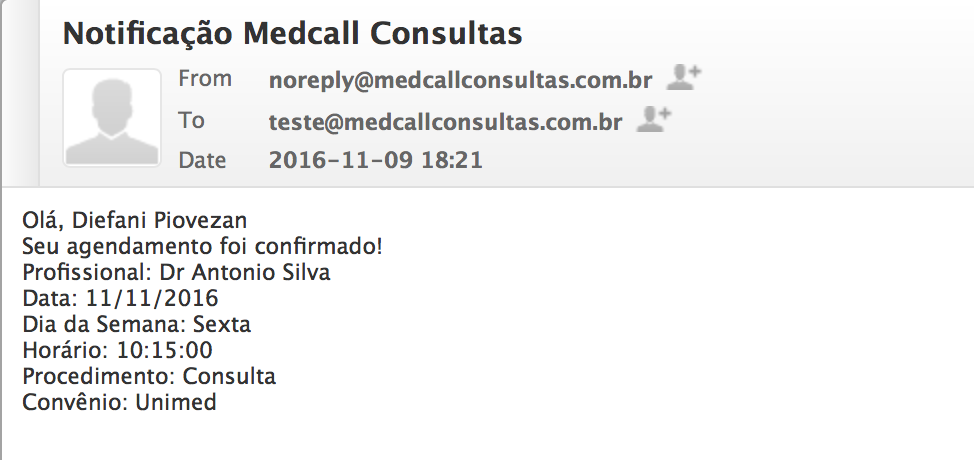 Notificação Medcall Consultas
From noreply@medcallconsultas.com.br
To teste@medcallconsultas.com.br
Date 2016-11-09 18:21
Olá, Diefani Piovezan
Seu agendamento foi confirmado!
Profissional: Dr Antonio Silva
Data: 11/11/2016
Dia da Semana: Sexta
Horário: 10:15:00
Procedimento: Consulta
Convênio: Unimed